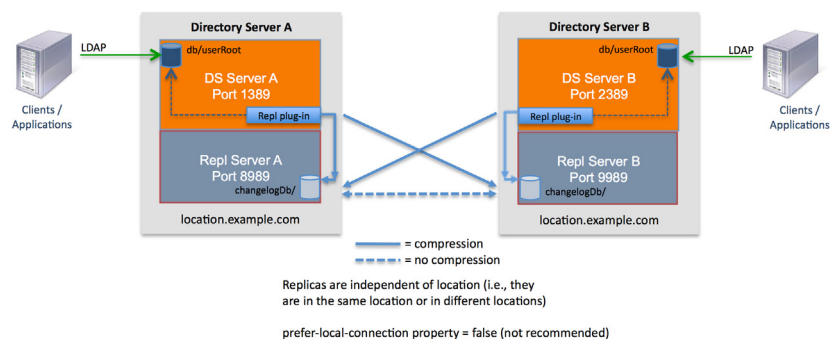 Directory Server A
Directory Server B
LDAP
db/userRoot
db/userRoot
LDAP
DS Server A
Port 1389
DS Server B
Port 2389
Clients /
Applications
Clients /
Applications
Repl plug-in
Repl plug-in
Repl Server A
Port 8989
Repl Server B
Port 9989
changelogDb/
changelogDb/
location.example.com
location.example.com
= compression
= no compression
Replicas are independent of location (i.e., they
are in the same location or in different locations)
prefer-local-connection property = false (not recommended)